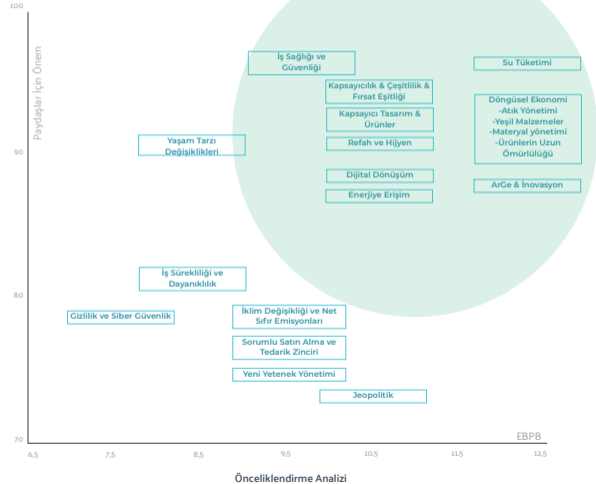 100
Paydaşlar İçin Önem
İş Sağlığı ve
Güvenliği
Su Tüketimi
Kapsayıcılık & Çeşitlilik &
Fırsat Eşitliği
Döngüsel Ekonomi
-Atık Yönetimi
-Yeşil Malzemeler
-Materyal yönetimi
-Ürünlerin Uzun
Ömürlülüğü
Kapsayıcı Tasarım &
Ürünler
Yaşam Tarzı
Değişiklikleri
Refah ve Hijyen
90
Dijital Dönüşüm
ArGe & İnovasyon
Enerjiye Erişim
İş Sürekliliği ve
Dayanıklılık
80
Gizlilik ve Siber Güvenlik
İklim Değişikliği ve Net
Sıfır Emisyonları
Sorumlu Satın Alma ve
Tedarik Zinciri
Yeni Yetenek Yönetimi
Jeopolitik
70
EBPB
6,5
7,5
8,5
9,5
10,5
11,5
12,5
Önceliklendirme Analizi